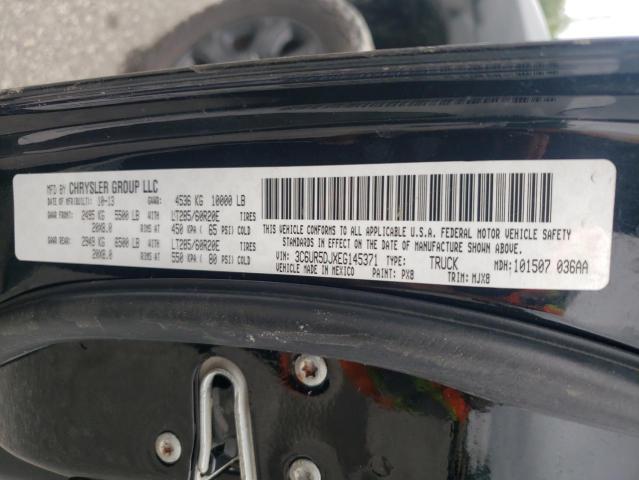 MFD BY CHRYSLER GROUP LLC
DATE OF MFR(BUILT): 10-13 GVWR: 4536 KG 10000 LB
GAWR FRONT: 2495 KG 5500 LB WITH LT285/60R20E TIRES
20X8.0 RIMS AT 450 KPA ( 65 PSI) COLD
GAWR REAR: 2949 KG 6500 LB WITH LT285/60R20E TIRES
20X8.0 RIMS AT 550 KPA ( 80 PSI) COLD
THIS VEHICLE CONFORMS TO ALL APPLICABLE U.S.A. FEDERAL MOTOR VEHICLE SAFETY
STANDARDS IN EFFECT ON THE DATE OF MANUFACTURE SHOWN ABOVE.
VIN: 3C6UR5DJXEG145371 TYPE: TRUCK MDH:101507 036AA
VEHICLE MADE IN MEXICO PAINT: PX8 TRIM: MJX8